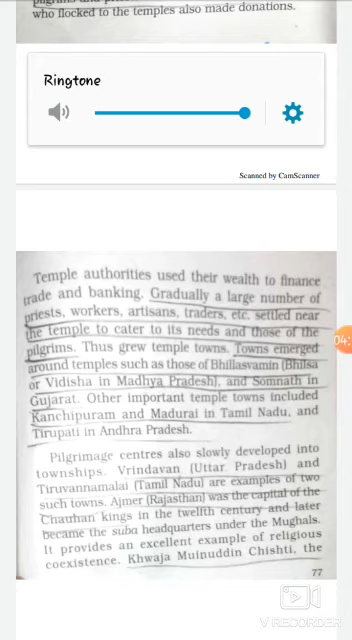 who flocked to the temples also made donations.
Ringtone
Scanned by CamScanner
Temple authorities used their wealth to finance
trade and banking. Gradually a large number of
priests, workers, artisans, traders, etc. settled near
the temple to cater to its needs and those of the
pilgrims. Thus grew temple towns. Towns emerged
around temples such as those of Bhillasvamin (Bhilsa
or Vidisha in Madhya Pradesh), and Somnath in
Gujarat. Other important temple towns included
Kanchipuram and Madurai in Tamil Nadu, and
Tirupati in Andhra Pradesh.
04:
Pilgrimage centres also slowly developed into
townships. Vrindavan (Uttar Pradesh) and
Tiruvannamalai (Tamil Nadu) are examples of two
such towns. Ajmer (Rajasthan) was the capital of the
Chauhan kings in the twelfth century and later
became the suba headquarters under the Mughals.
It provides an excellent example of religious
coexistence. Khwaja Muinuddin Chishti, the
77
V RECORDER